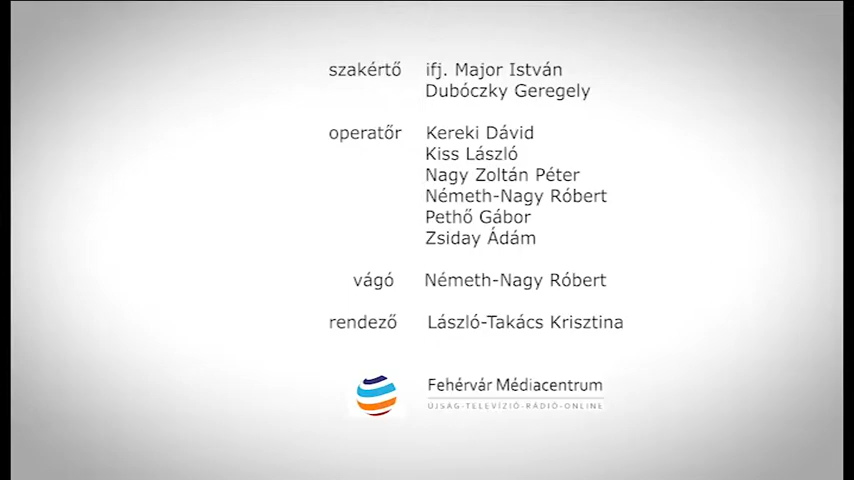 szakértő ifj. Major István
Dubóczky Geregely
operatőr Kereki Dávid
Kiss László
Nagy Zoltán Péter
Németh-Nagy Róbert
Pethő Gábor
Zsiday Ádám
vágó Németh-Nagy Róbert
rendező László-Takács Krisztina
Fehérvár Médiacentrum
ÚJSÁG-TELEVÍZIÓ-RÁDIÓ-ONLINE